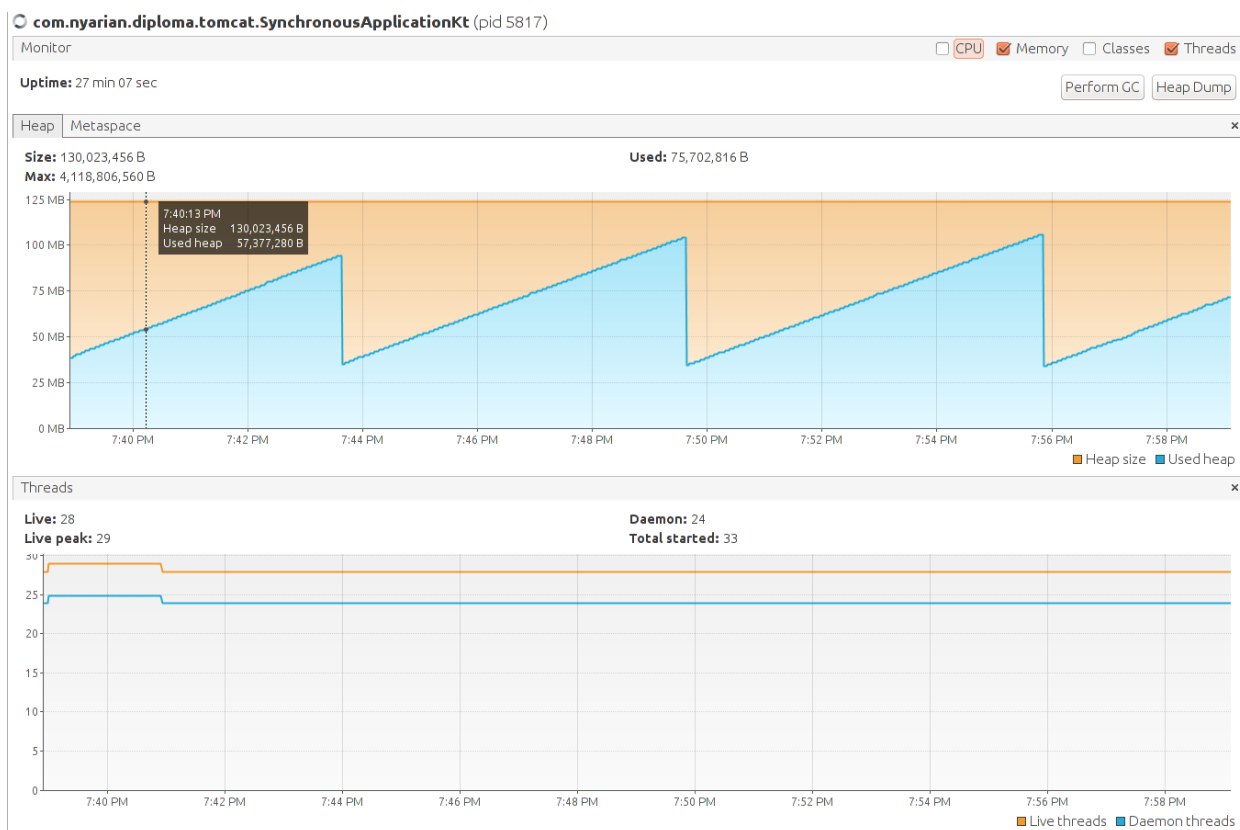 com.nyarian.diploma.tomcat.SynchronousApplicationKt (pid 5817)
Monitor
CPU Memory Classes Threads
Uptime: 27 min 07 sec
Perform GC Heap Dump
Heap Metaspace
Size: 130,023,456 B
Used: 75,702,816 B
Max: 4,118,806,560 B
125 MB
7:40:13 PM
Heap size 130,023,456 B
Used heap 57,377,280 B
100 MB
75 MB
50 MB
25 MB
0 MB
7:40 PM 7:42 PM 7:44 PM 7:46 PM 7:48 PM 7:50 PM 7:52 PM 7:54 PM 7:56 PM 7:58 PM
Heap size Used heap
Threads
Live: 28
Daemon: 24
Live peak: 29
Total started: 33
30
25
20
15
10
5
0
7:40 PM 7:42 PM 7:44 PM 7:46 PM 7:48 PM 7:50 PM 7:52 PM 7:54 PM 7:56 PM 7:58 PM
Live threads Daemon threads